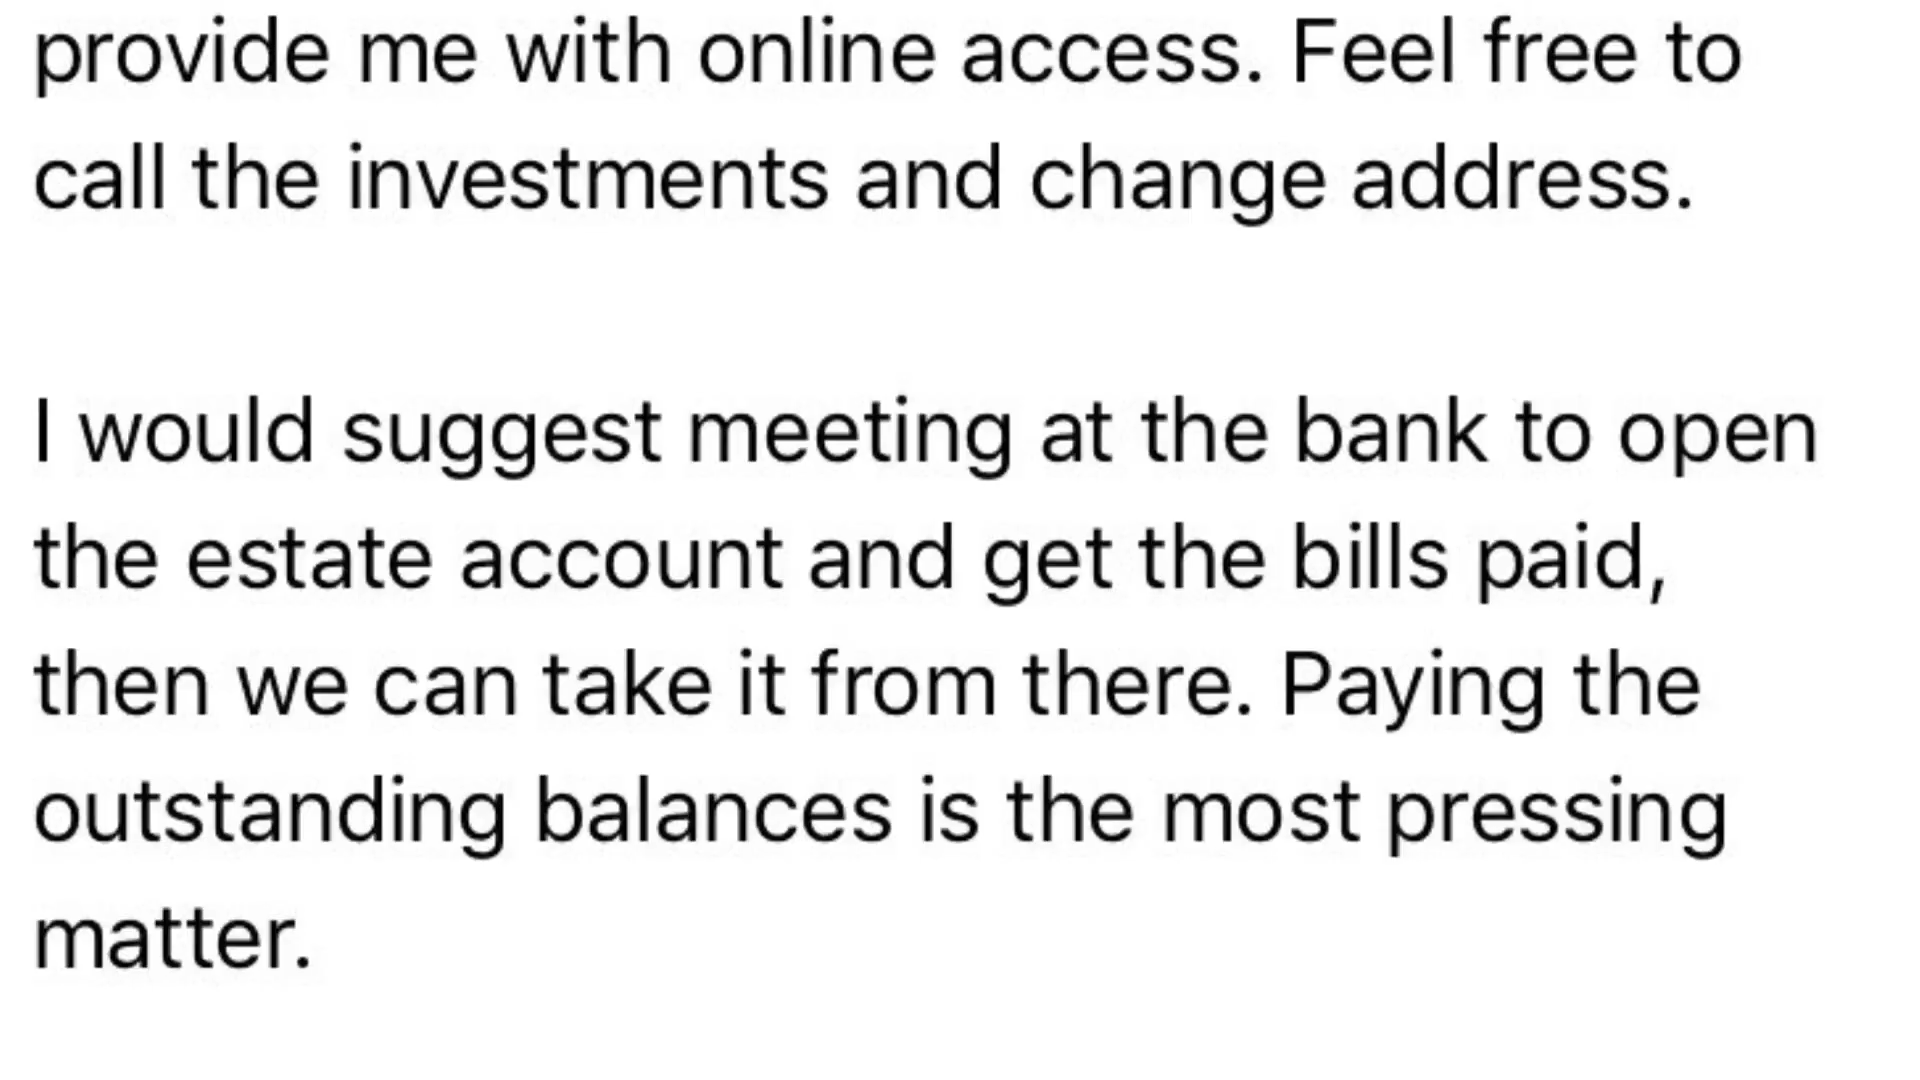 provide me with online access. Feel free to
call the investments and change address.
I would suggest meeting at the bank to open
the estate account and get the bills paid,
then we can take it from there. Paying the
outstanding balances is the most pressing
matter.